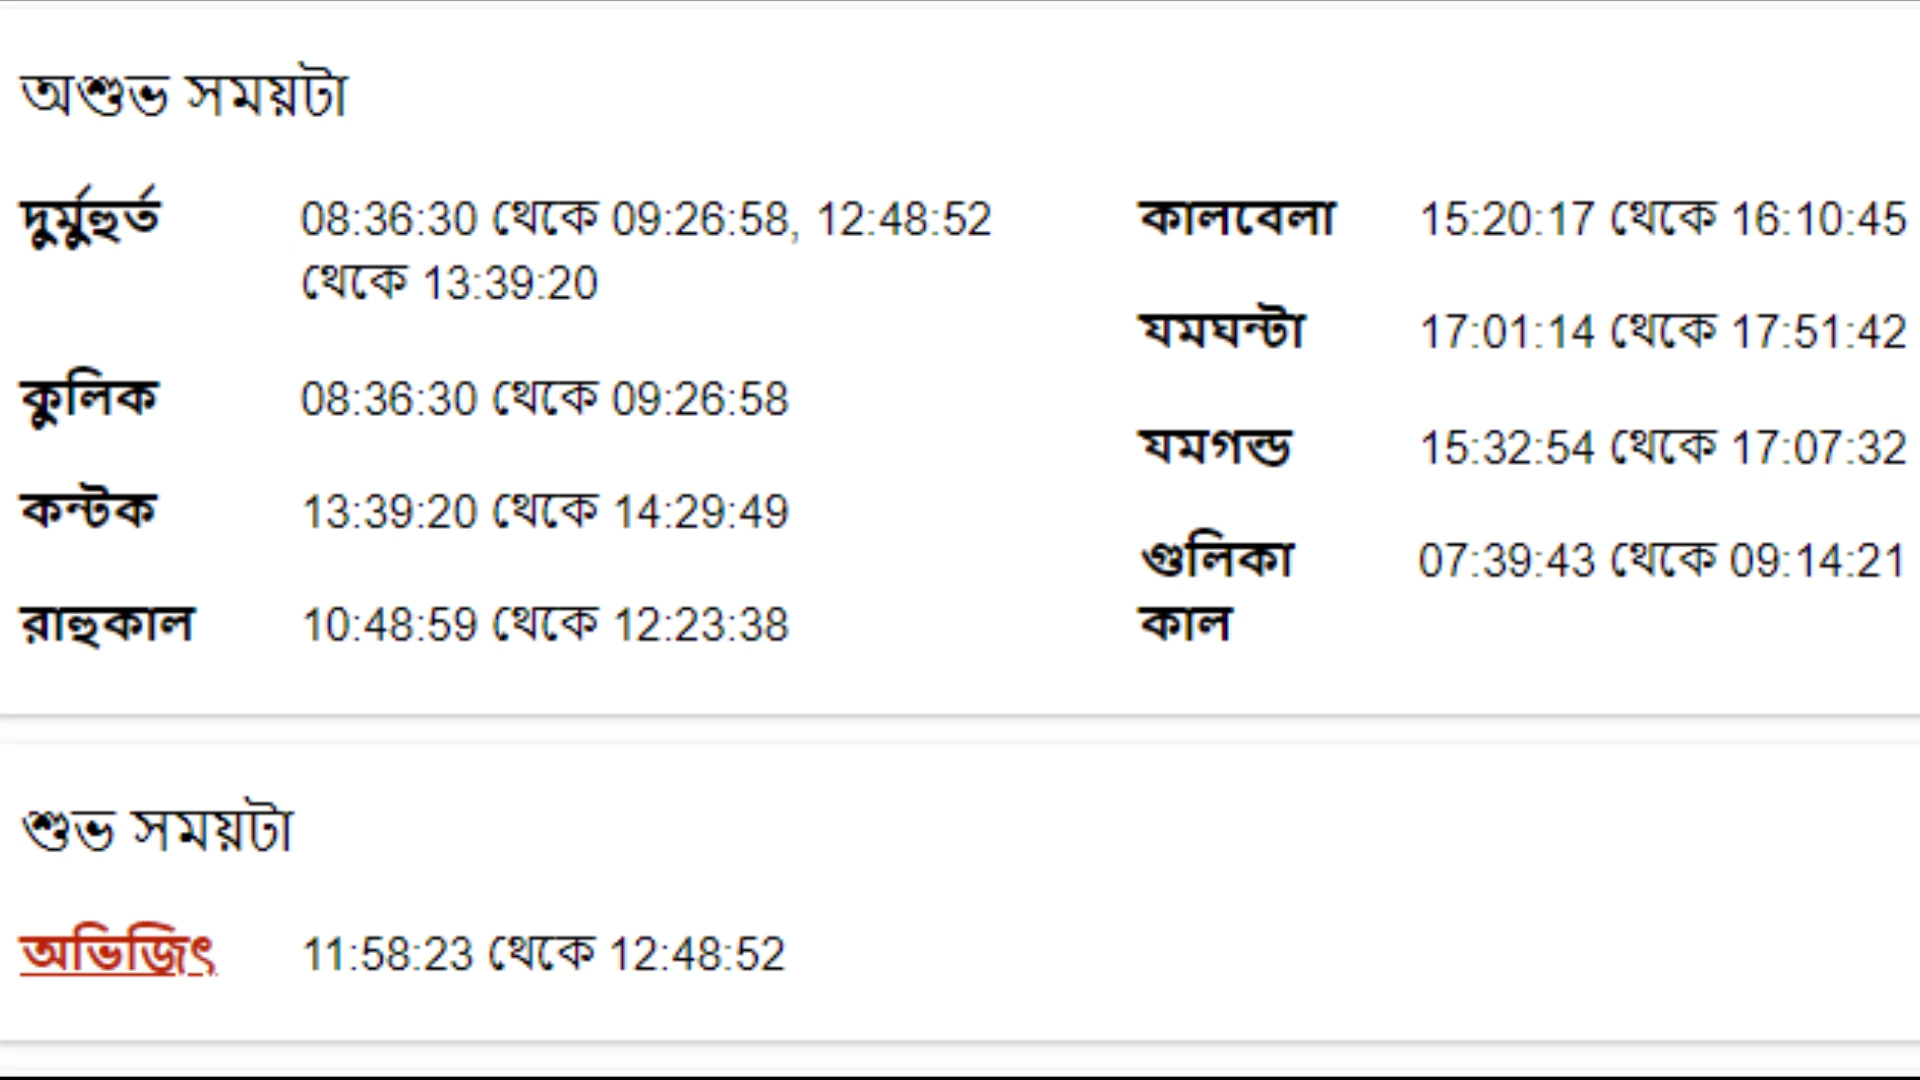 অশুভ সময়টা
দুর্মুহুর্ত 08:36:30 থেকে 09:26:58, 12:48:52
থেকে 13:39:20
কুলিক 08:36:30 থেকে 09:26:58
কন্টক 13:39:20 থেকে 14:29:49
রাহুকাল 10:48:59 থেকে 12:23:38
কালবেলা 15:20:17 থেকে 16:10:45
যমঘন্টা 17:01:14 থেকে 17:51:42
যমগন্ড 15:32:54 থেকে 17:07:32
গুলিকা 07:39:43 থেকে 09:14:21
কাল
শুভ সময়টা
অভিজিৎ 11:58:23 থেকে 12:48:52